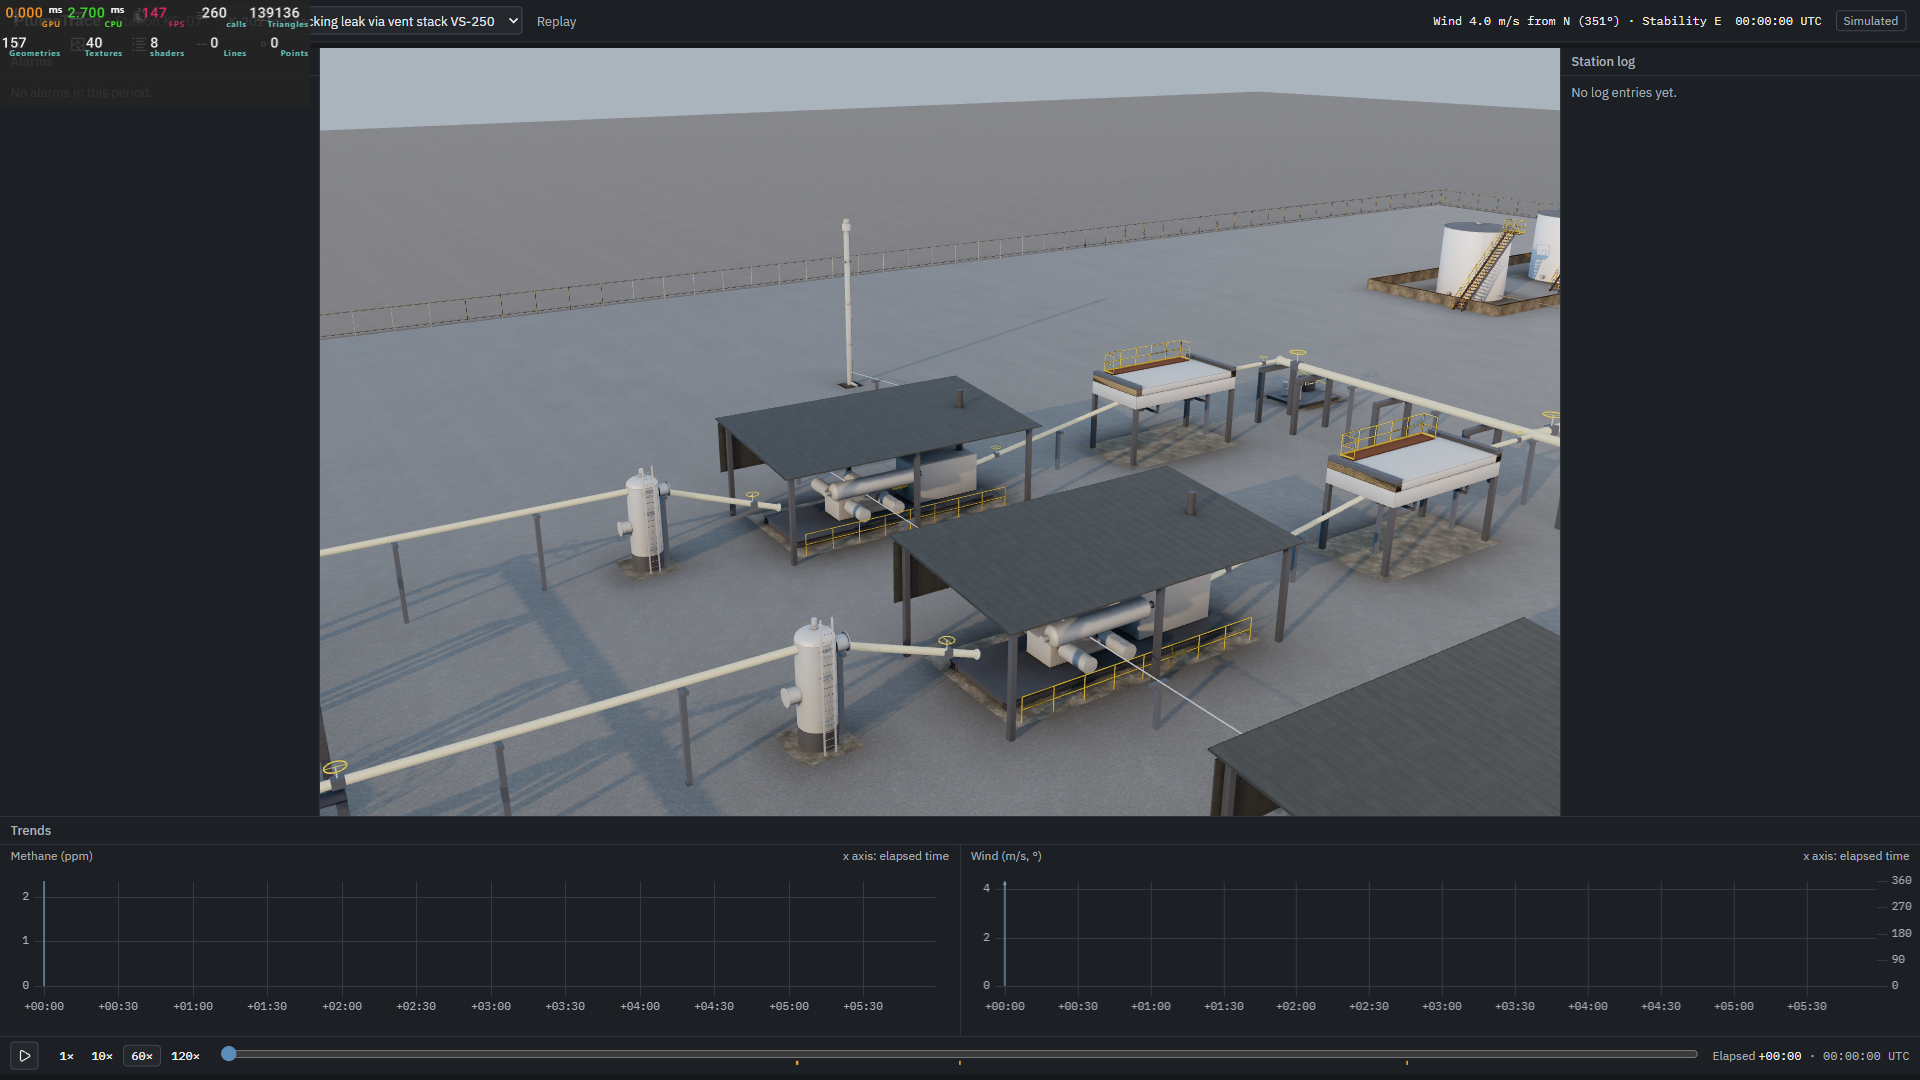 0.000 ms GPU 2.700 ms CPU 147 FPS 260 calls 139136 Triangles
157 Geometries 40 Textures 8 shaders 0 Lines 0 Points
cking leak via vent stack VS-250
Replay
Wind 4.0 m/s from N (351°) · Stability E 00:00:00 UTC
Simulated
Alarms
No alarms in this period.
Station log
No log entries yet.
Trends
Methane (ppm)
x axis: elapsed time
2
1
0
+00:00 +00:30 +01:00 +01:30 +02:00 +02:30 +03:00 +03:30 +04:00 +04:30 +05:00 +05:30
Wind (m/s, °)
x axis: elapsed time
4
2
0
360
270
180
90
0
+00:00 +00:30 +01:00 +01:30 +02:00 +02:30 +03:00 +03:30 +04:00 +04:30 +05:00 +05:30
1× 10× 60× 120×
Elapsed +00:00 · 00:00:00 UTC